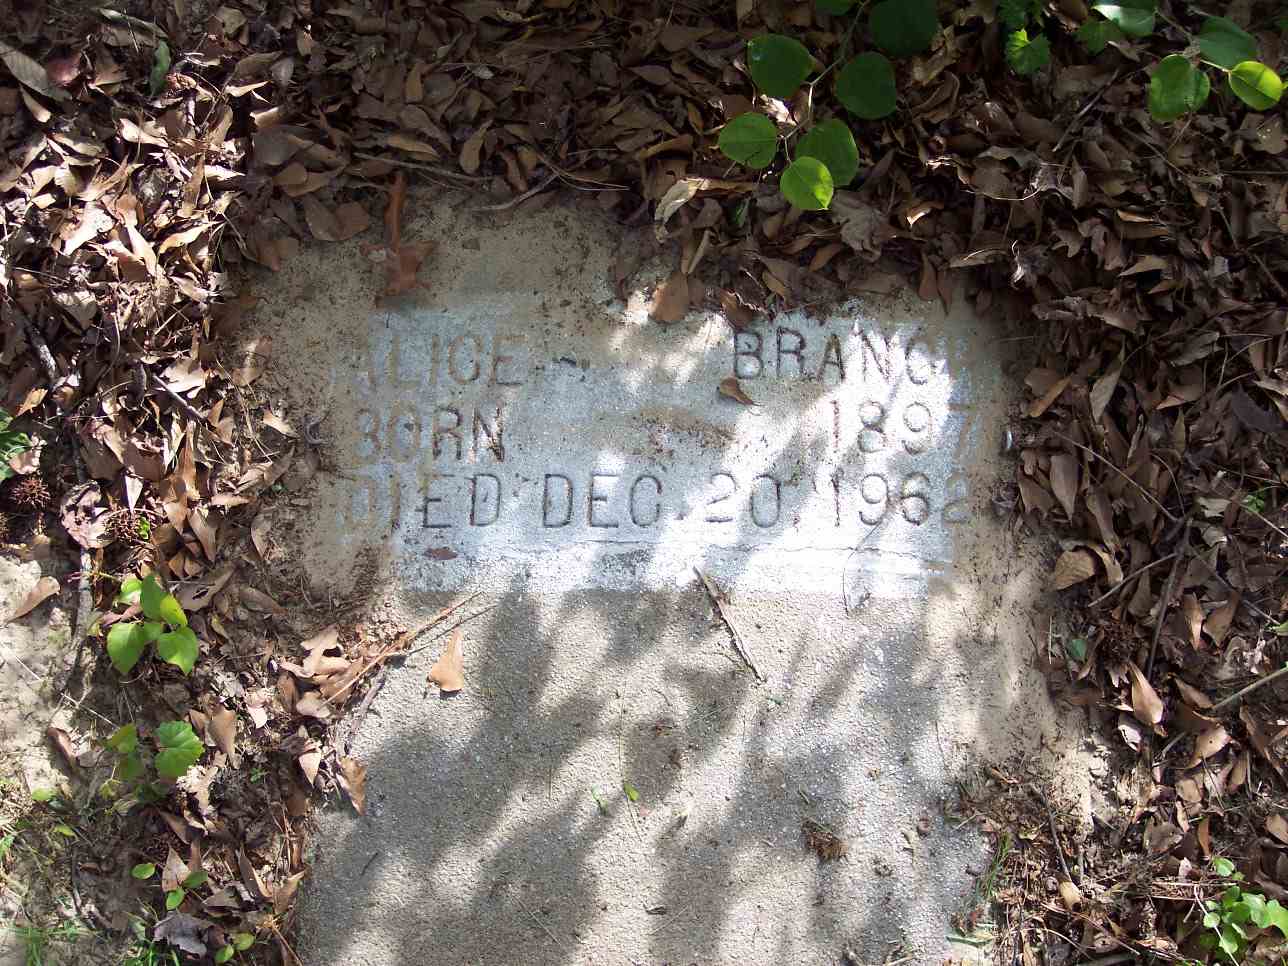 ALICE BRANCH
BORN 1897
DIED DEC. 20, 1962